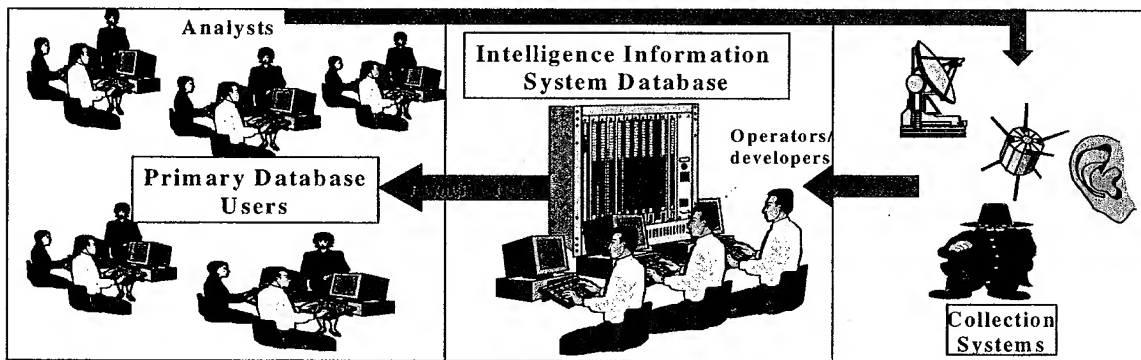 Analysts
Primary Database
Users
Intelligence Information
System Database
Operators/
developers
Collection
Systems